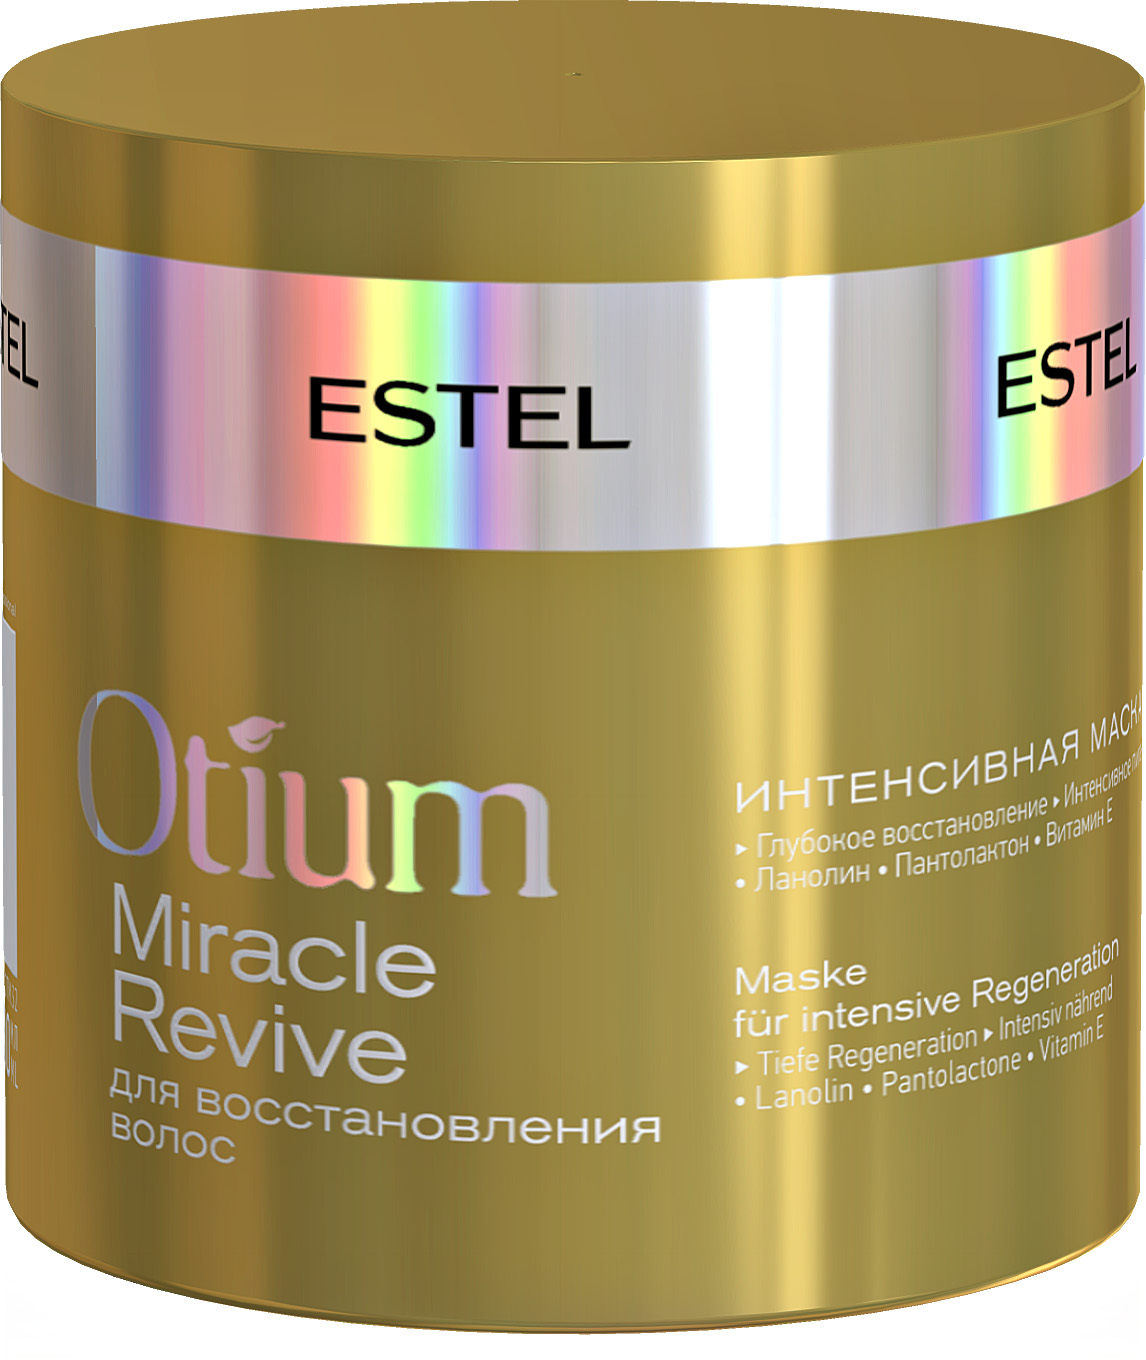 ESTEL
ESTEL
Otium
Miracle
Revive
для восстановления
волос
ИНТЕНСИВНАЯ МАСКА
▸ Глубокое восстановление ▸ Интенсивное
• Ланолин • Пантолактон • Витамин Е
Maske
für intensive Regeneration
▸ Tiefe Regeneration ▸ Intensiv nährend
• Lanolin • Pantolactone • Vitamin E